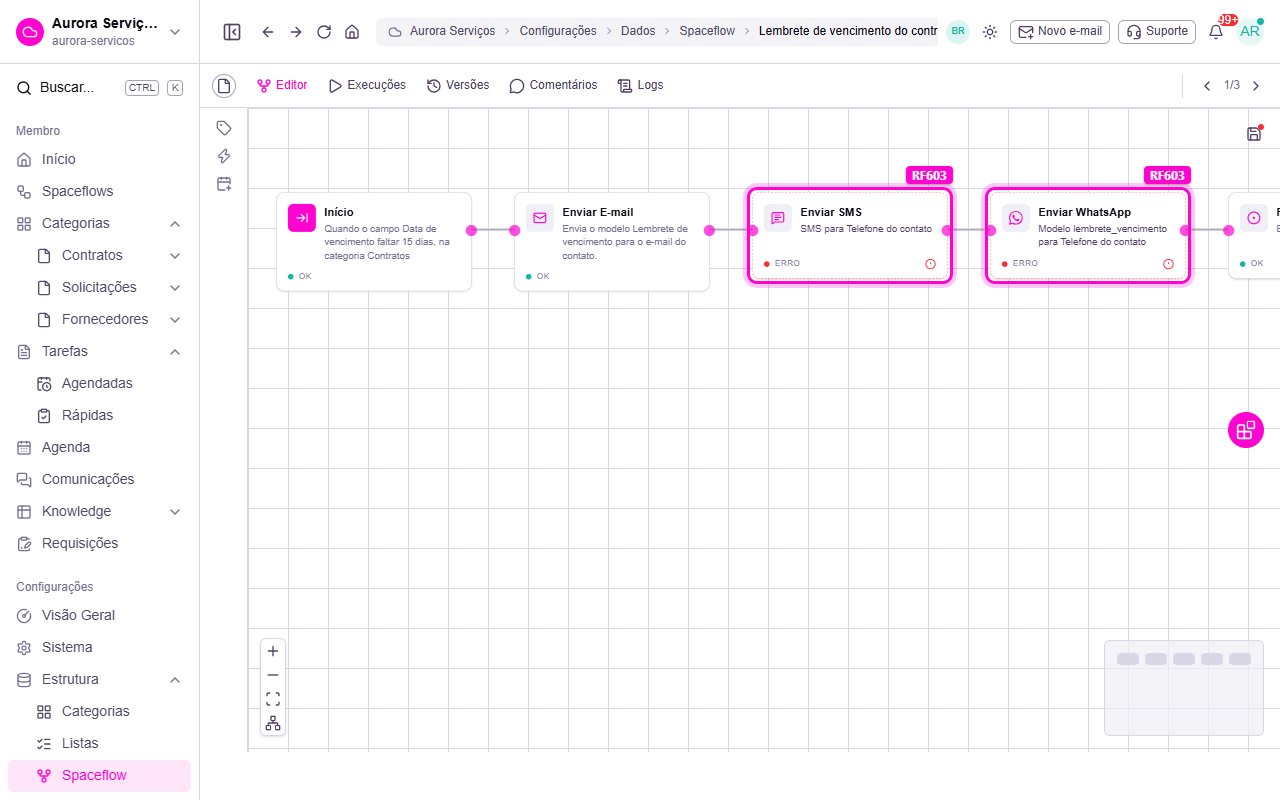 Aurora Serviç...
aurora-servicos
Aurora Serviços
Configurações
Dados
Spaceflow
Lembrete de vencimento do contr
BR
Novo e-mail
Suporte
99+
AR
Buscar...
CTRL
K
Editor
Execuções
Versões
Comentários
Logs
1/3
Membro
Início
Spaceflows
Categorias
Contratos
Solicitações
Fornecedores
Tarefas
Agendadas
Rápidas
Agenda
Comunicações
Knowledge
Requisições
Configurações
Visão Geral
Sistema
Estrutura
Categorias
Listas
Spaceflow
Início
Quando o campo Data de
vencimento faltar 15 dias, na
categoria Contratos
OK
Enviar E-mail
Envia o modelo Lembrete de
vencimento para o e-mail do
contato.
OK
RF603
Enviar SMS
SMS para Telefone do contato
ERRO
RF603
Enviar WhatsApp
Modelo lembrete_vencimento
para Telefone do contato
ERRO
OK